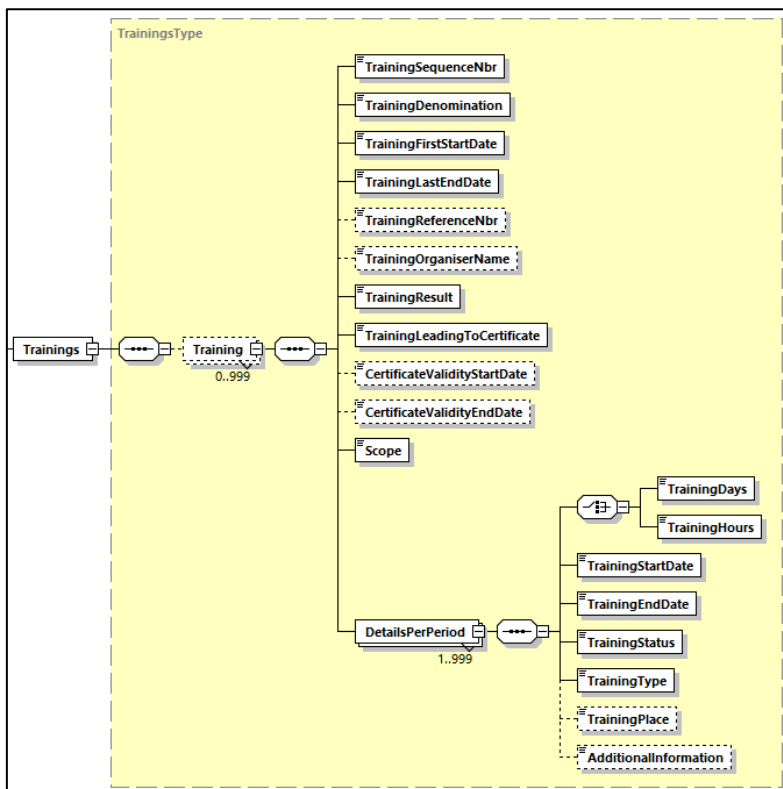 TrainingsType
TrainingSequenceNbr
TrainingDenomination
TrainingFirstStartDate
TrainingLastEndDate
TrainingReferenceNbr
TrainingOrganiserName
TrainingResult
TrainingLeadingToCertificate
Trainings
Training
0..999
CertificateValidityStartDate
CertificateValidityEndDate
Scope
TrainingDays
TrainingHours
TrainingStartDate
TrainingEndDate
DetailsPerPeriod
1..999
TrainingStatus
TrainingType
TrainingPlace
AdditionalInformation